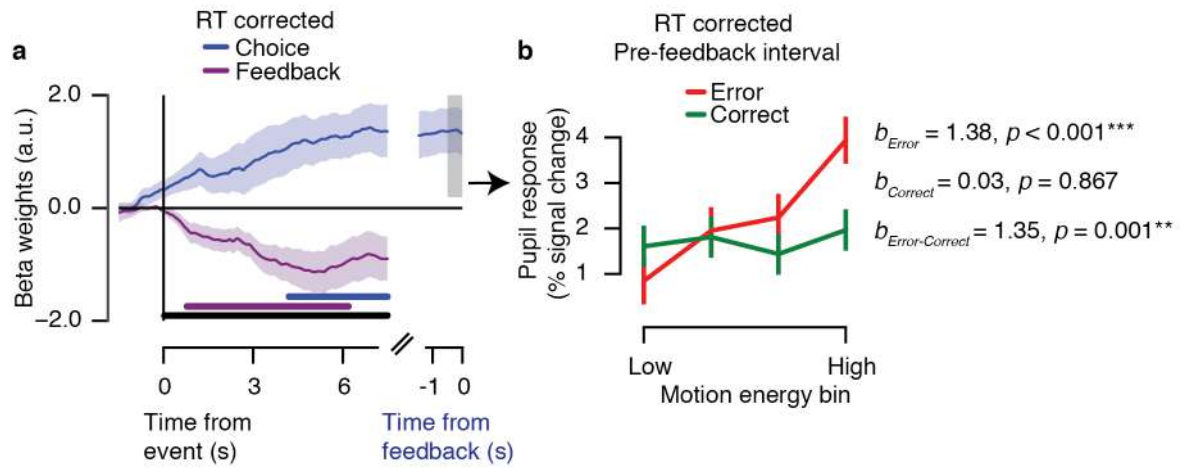 a
RT corrected
Choice
Feedback
Beta weights (a.u.)
2.0
0.0
−2.0
0
3
6
-1
0
Time from
event (s)
Time from
feedback (s)
b
RT corrected
Pre-feedback interval
Error
Correct
Pupil response
(% signal change)
4
3
2
1
Low
High
Motion energy bin
bError = 1.38, p < 0.001***
bCorrect = 0.03, p = 0.867
bError-Correct = 1.35, p = 0.001**